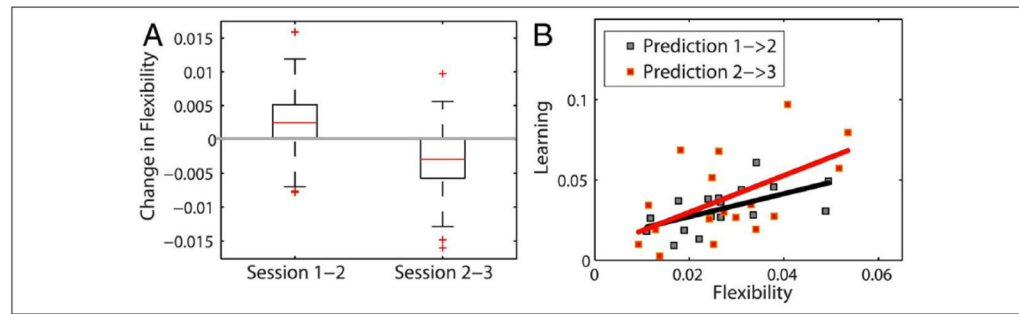 A
Change in Flexibility
0.015
0.01
0.005
0
−0.005
−0.01
−0.015
Session 1−2
Session 2−3
B
Prediction 1−>2
Prediction 2−>3
Learning
0.1
0.05
0
0
0.02
0.04
0.06
Flexibility